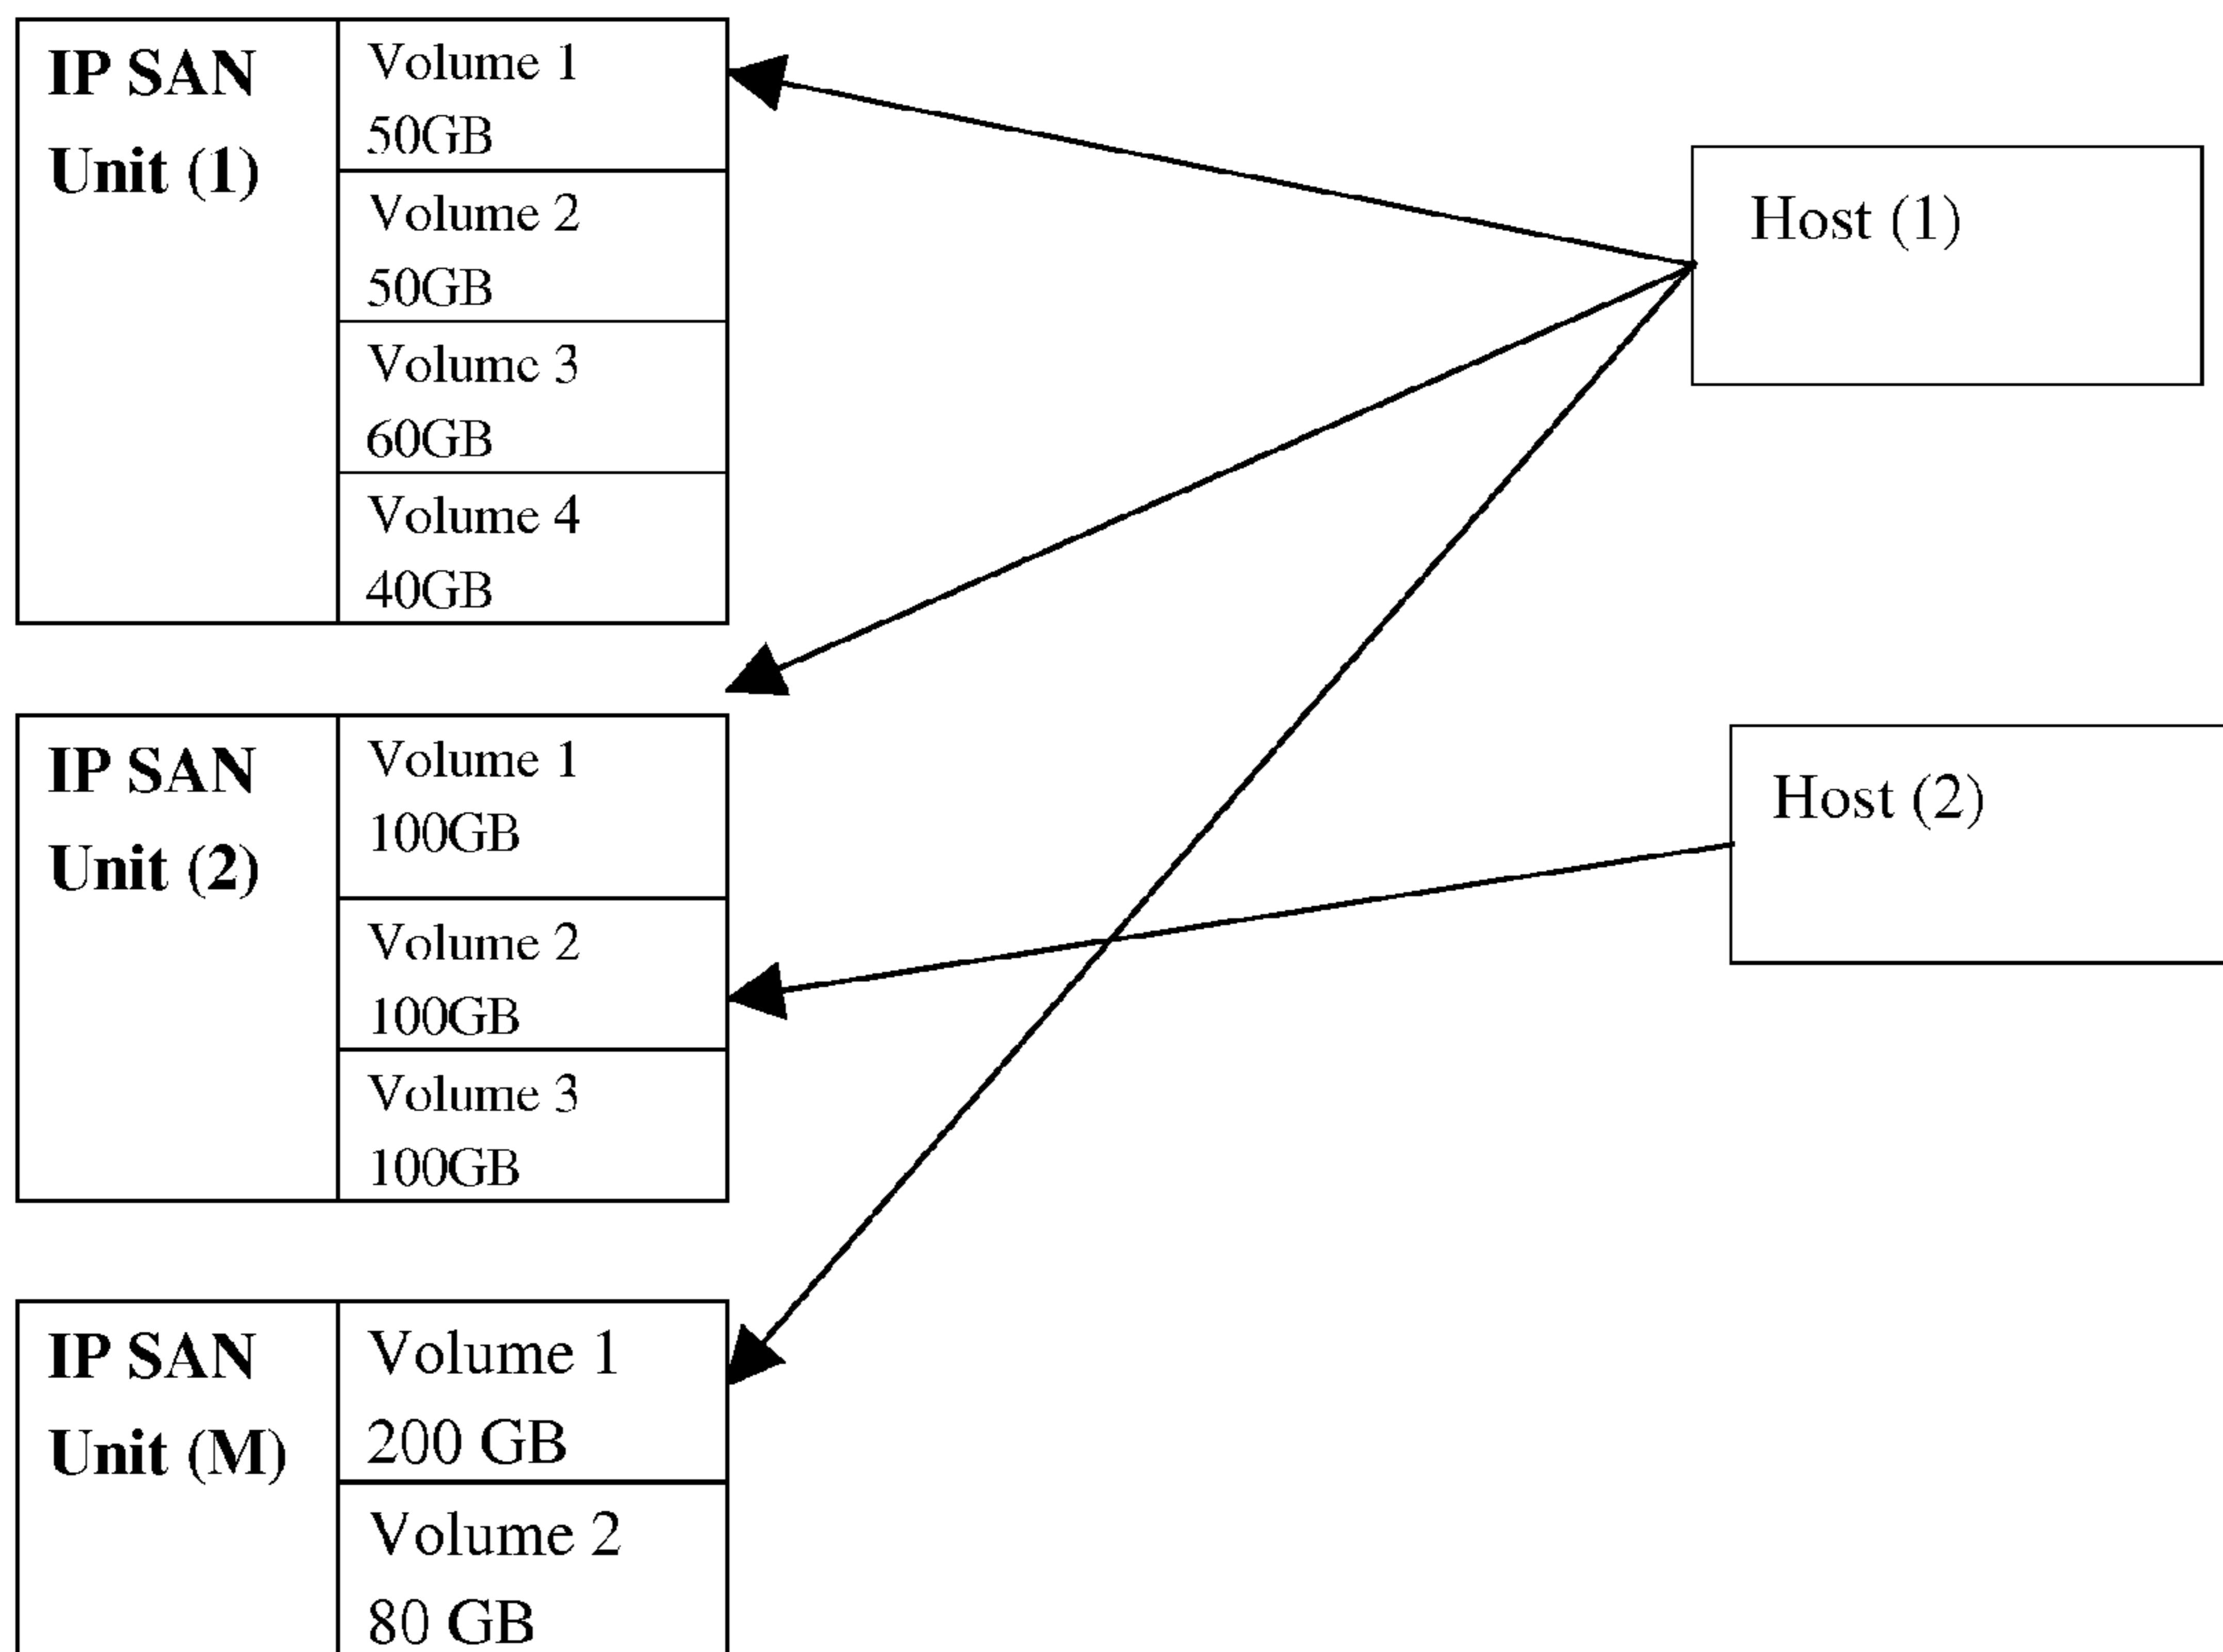 IP SAN
Unit (1)
Volume 1
50GB
Volume 2
50GB
Volume 3
60GB
Volume 4
40GB
Host (1)
IP SAN
Unit (2)
Volume 1
100GB
Volume 2
100GB
Volume 3
100GB
Host (2)
IP SAN
Unit (M)
Volume 1
200 GB
Volume 2
80 GB